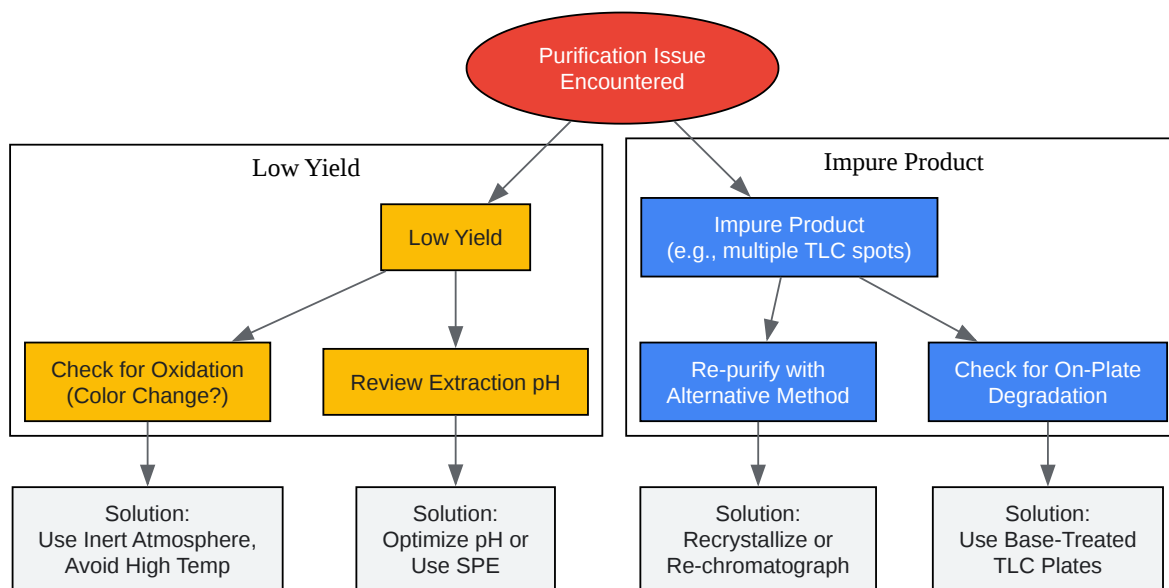 Purification Issue
Encountered
Low Yield
Impure Product
Low Yield
Impure Product
(e.g., multiple TLC spots)
Check for Oxidation
(Color Change?)
Review Extraction pH
Re-purify with
Alternative Method
Check for On-Plate
Degradation
Solution:
Use Inert Atmosphere,
Avoid High Temp
Solution:
Optimize pH or
Use SPE
Solution:
Recrystallize or
Re-chromatograph
Solution:
Use Base-Treated
TLC Plates